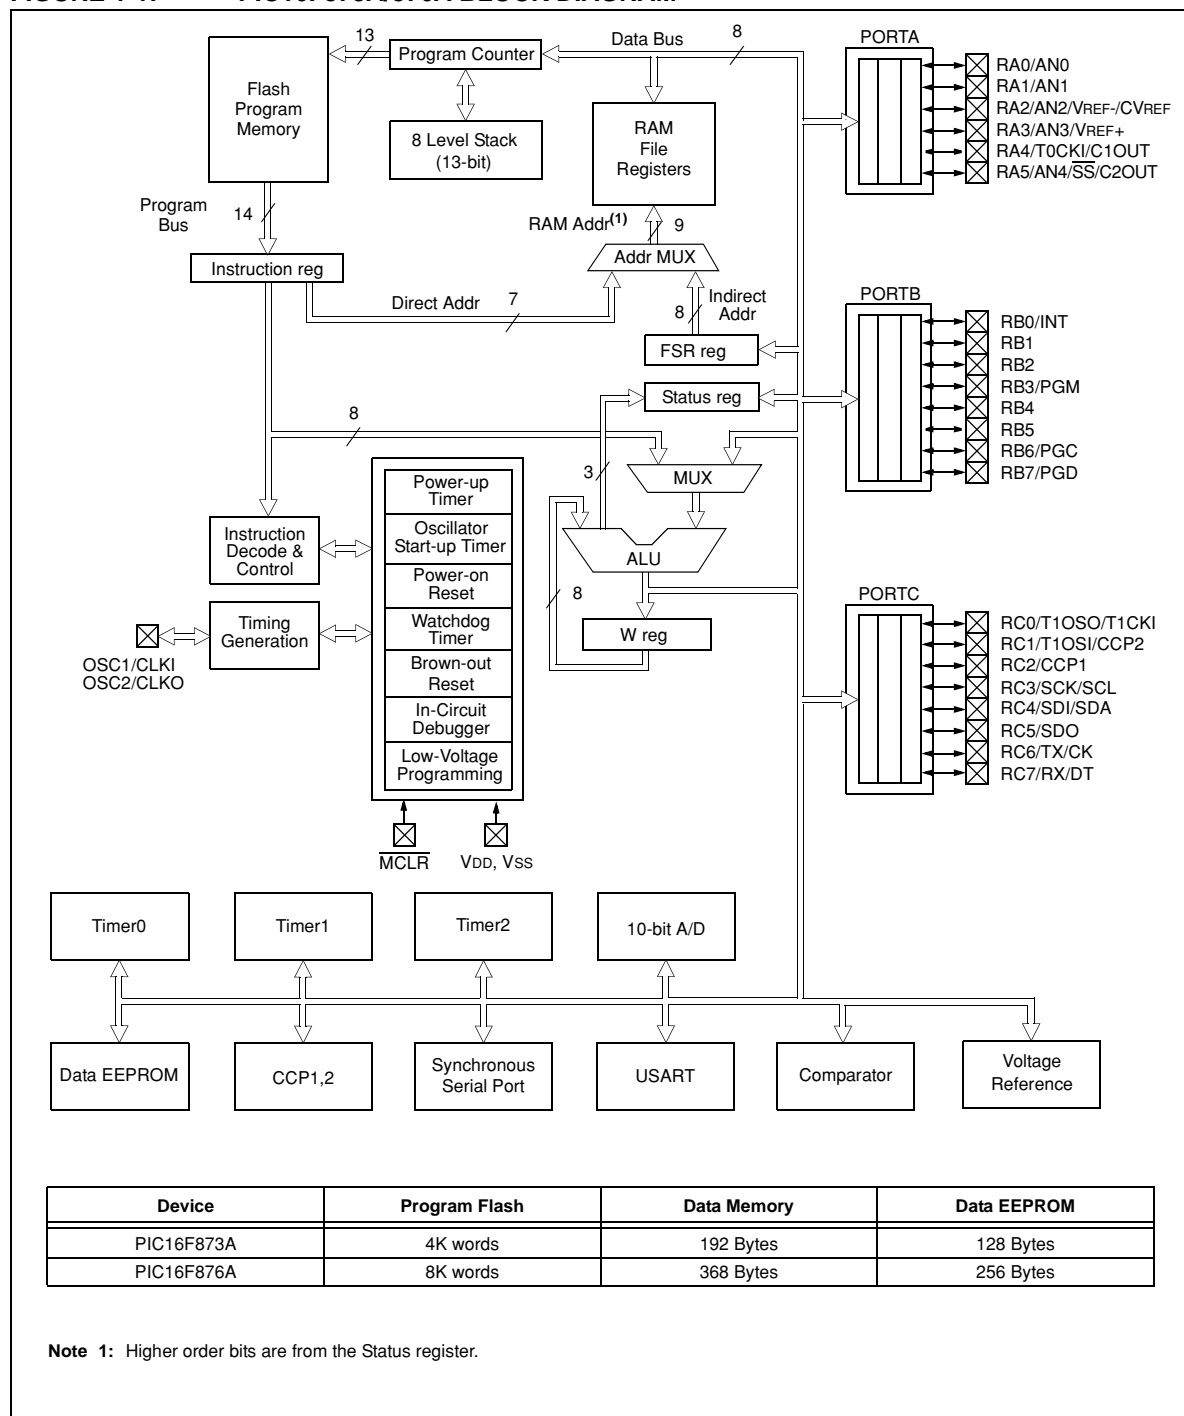 13
Program Counter
Data Bus
8
PORTA
Flash
Program
Memory
8 Level Stack
(13-bit)
RAM
File
Registers
RA0/AN0
RA1/AN1
RA2/AN2/VREF-/CVREF
RA3/AN3/VREF+
RA4/T0CKI/C1OUT
RA5/AN4/SS/C2OUT
Program
Bus
14
RAM Addr(1)
9
Instruction reg
Addr MUX
Direct Addr
7
8
Indirect
Addr
FSR reg
Status reg
PORTB
RB0/INT
RB1
RB2
RB3/PGM
RB4
RB5
RB6/PGC
RB7/PGD
8
3
MUX
ALU
8
W reg
Instruction
Decode &
Control
Timing
Generation
OSC1/CLKI
OSC2/CLKO
Power-up
Timer
Oscillator
Start-up Timer
Power-on
Reset
Watchdog
Timer
Brown-out
Reset
In-Circuit
Debugger
Low-Voltage
Programming
MCLR
VDD, VSS
PORTC
RC0/T1OSO/T1CKI
RC1/T1OSI/CCP2
RC2/CCP1
RC3/SCK/SCL
RC4/SDI/SDA
RC5/SDO
RC6/TX/CK
RC7/RX/DT
Timer0
Timer1
Timer2
10-bit A/D
Data EEPROM
CCP1,2
Synchronous
Serial Port
USART
Comparator
Voltage
Reference
Device Program Flash Data Memory Data EEPROM
PIC16F873A 4K words 192 Bytes 128 Bytes
PIC16F876A 8K words 368 Bytes 256 Bytes
Note 1: Higher order bits are from the Status register.